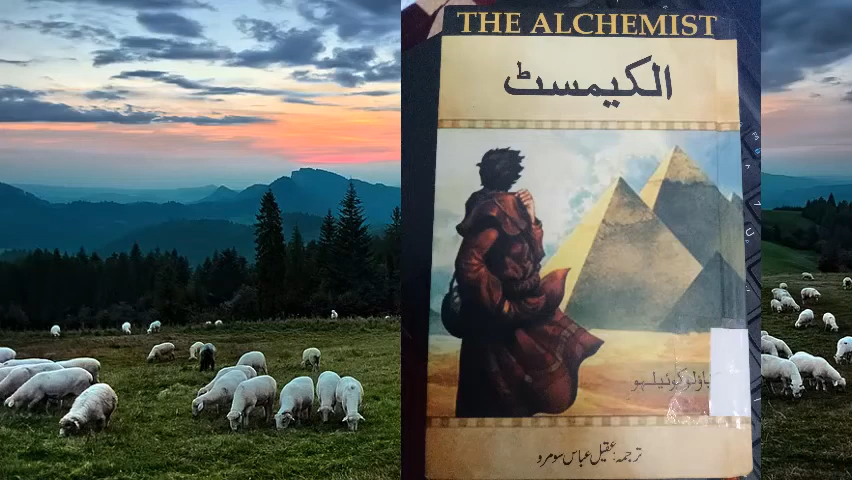 THE ALCHEMIST
الکیمسٹ
پاؤلو کوئیلہو
ترجمہ: عقیل عباس سومرو